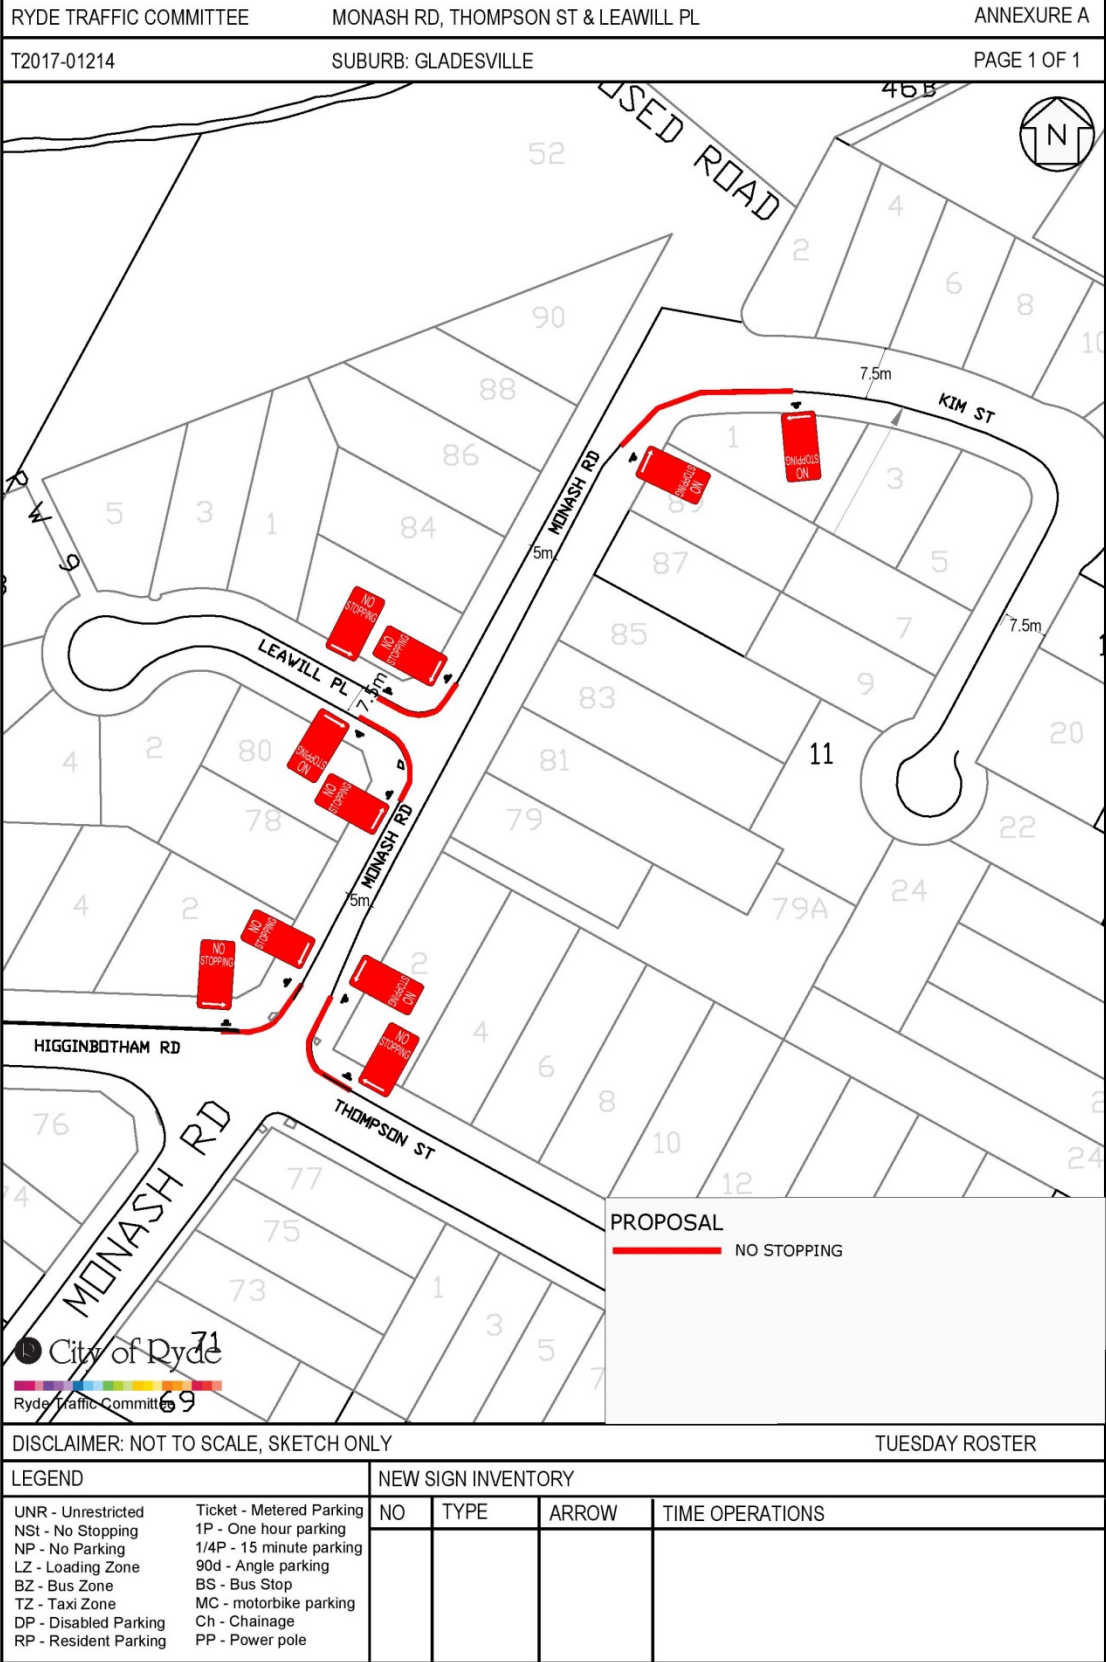 RYDE TRAFFIC COMMITTEE MONASH RD, THOMPSON ST & LEAWILL PL ANNEXURE A
T2017-01214 SUBURB: GLADESVILLE PAGE 1 OF 1
46B
ROAD
N
52
2
4
6
8
10
90
88
86
84
7.5m
KIM ST
1
3
5
7
9
11
NO STOPPING
NO STOPPING
89
87
85
83
81
79
79A
MONASH RD
5m
7.5m
R
W
9
5
3
1
NO STOPPING
NO STOPPING
LEAWILL PL
7.5m
NO STOPPING
NO STOPPING
4
2
80
78
MONASH RD
5m
20
22
24
4
2
NO STOPPING
NO STOPPING
NO STOPPING
NO STOPPING
2
4
6
8
10
12
24
HIGGINBOTHAM RD
THOMPSON ST
76
74
MONASH RD
77
75
73
71
69
1
3
5
7
PROPOSAL
NO STOPPING
City of Ryde
Ryde Traffic Committee
DISCLAIMER: NOT TO SCALE, SKETCH ONLY TUESDAY ROSTER
LEGEND NEW SIGN INVENTORY
NO TYPE ARROW TIME OPERATIONS
UNR - Unrestricted
NSt - No Stopping
NP - No Parking
LZ - Loading Zone
BZ - Bus Zone
TZ - Taxi Zone
DP - Disabled Parking
RP - Resident Parking
Ticket - Metered Parking
1P - One hour parking
1/4P - 15 minute parking
90d - Angle parking
BS - Bus Stop
MC - motorbike parking
Ch - Chainage
PP - Power pole